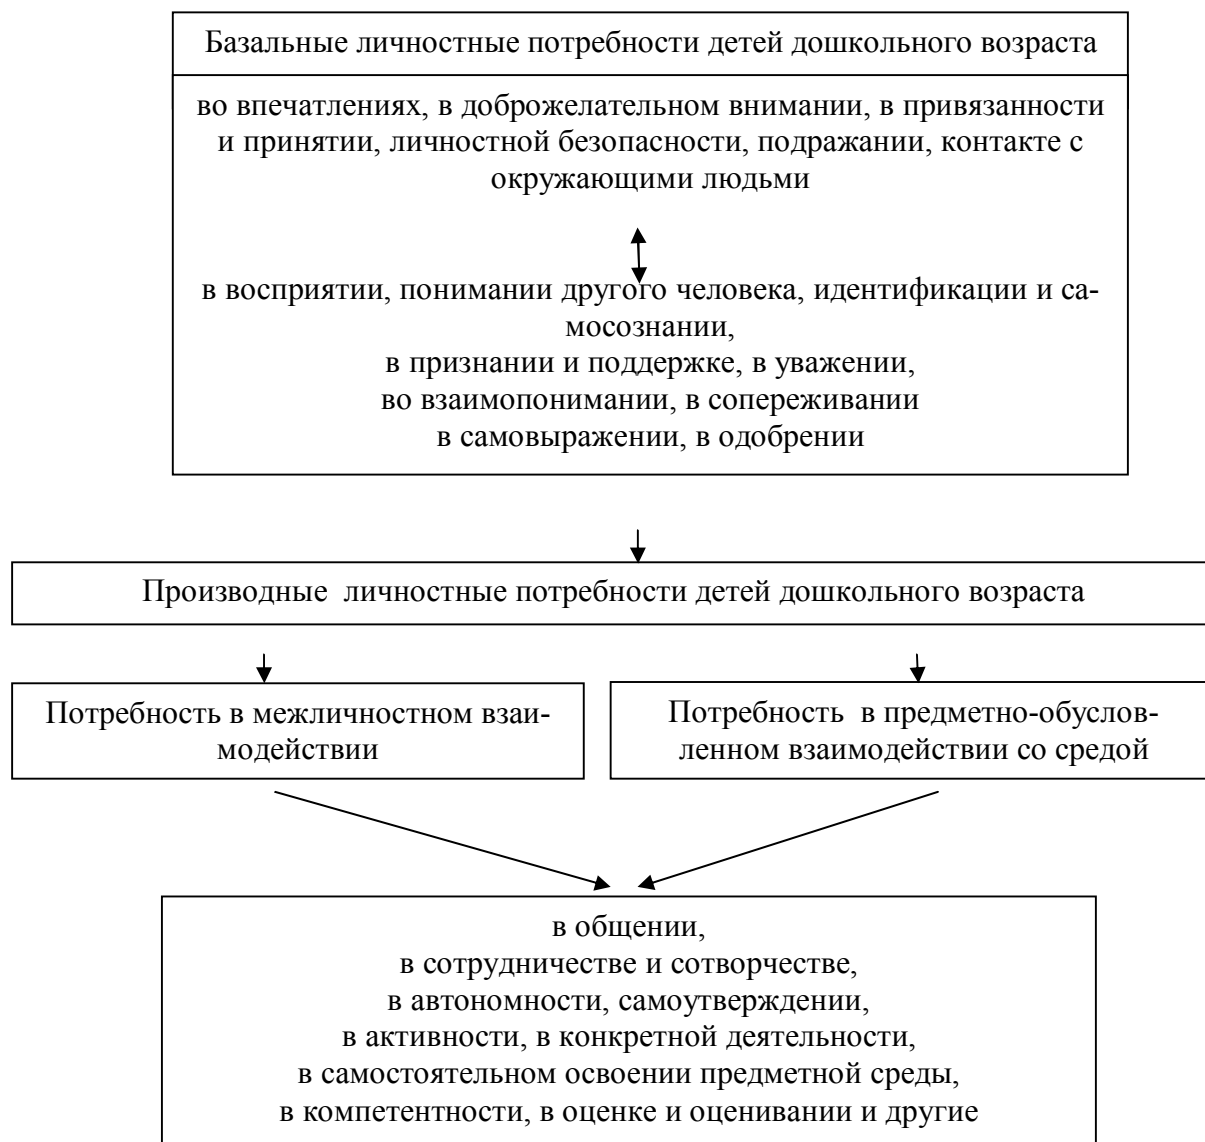 Базальные личностные потребности детей дошкольного возраста
во впечатлениях, в доброжелательном внимании, в привязанности
и принятии, личностной безопасности, подражании, контакте с
окружающими людьми
в восприятии, понимании другого человека, идентификации и са-
мосознании,
в признании и поддержке, в уважении,
во взаимопонимании, в сопереживании
в самовыражении, в одобрении
Производные  личностные потребности детей дошкольного возраста
Потребность в межличностном взаи-
модействии
Потребность  в предметно-обуслов-
ленном взаимодействии со средой
в общении,
в сотрудничестве и сотворчестве,
в автономности, самоутверждении,
в активности, в конкретной деятельности,
в самостоятельном освоении предметной среды,
в компетентности, в оценке и оценивании и другие